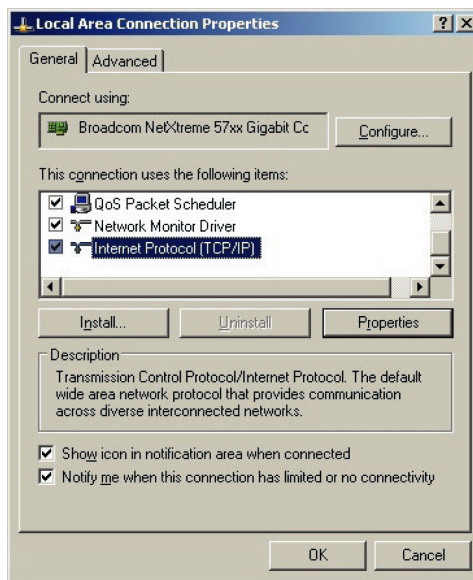 Local Area Connection Properties
General
Advanced
Connect using:
Broadcom NetXtreme 57xx Gigabit Cc
Configure...
This connection uses the following items:
QoS Packet Scheduler
Network Monitor Driver
Internet Protocol (TCP/IP)
Install...
Uninstall
Properties
Description
Transmission Control Protocol/Internet Protocol. The default
wide area network protocol that provides communication
across diverse interconnected networks.
Show icon in notification area when connected
Notify me when this connection has limited or no connectivity
OK
Cancel